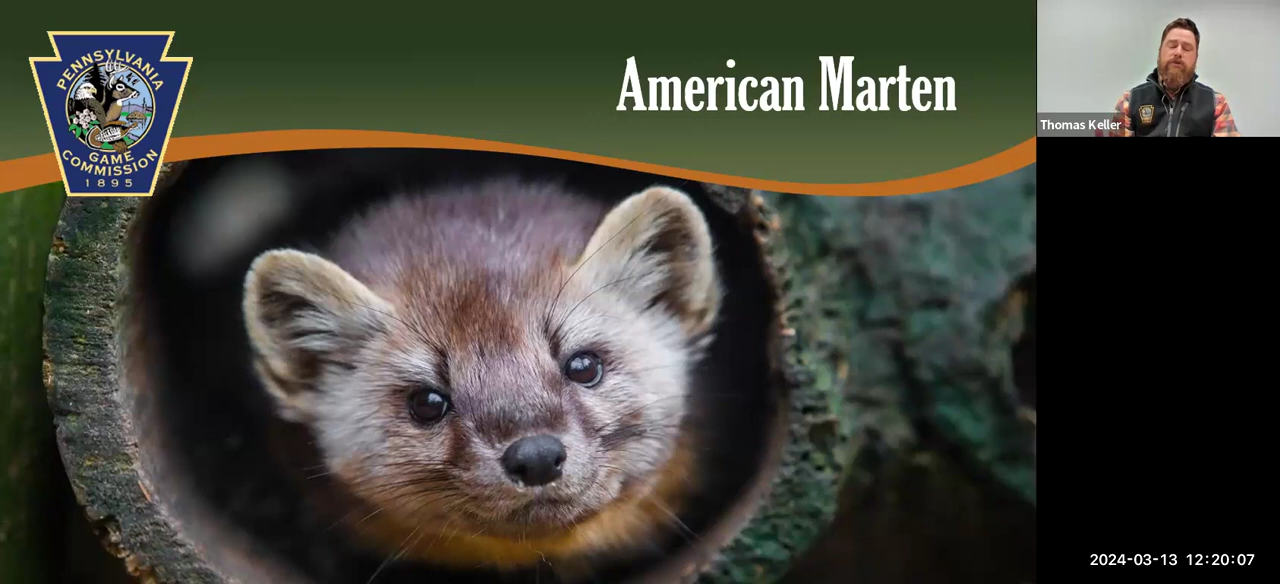 PENNSYLVANIA
GAME
COMMISSION
1895
American Marten
Thomas Keller
2024-03-13 12:20:07